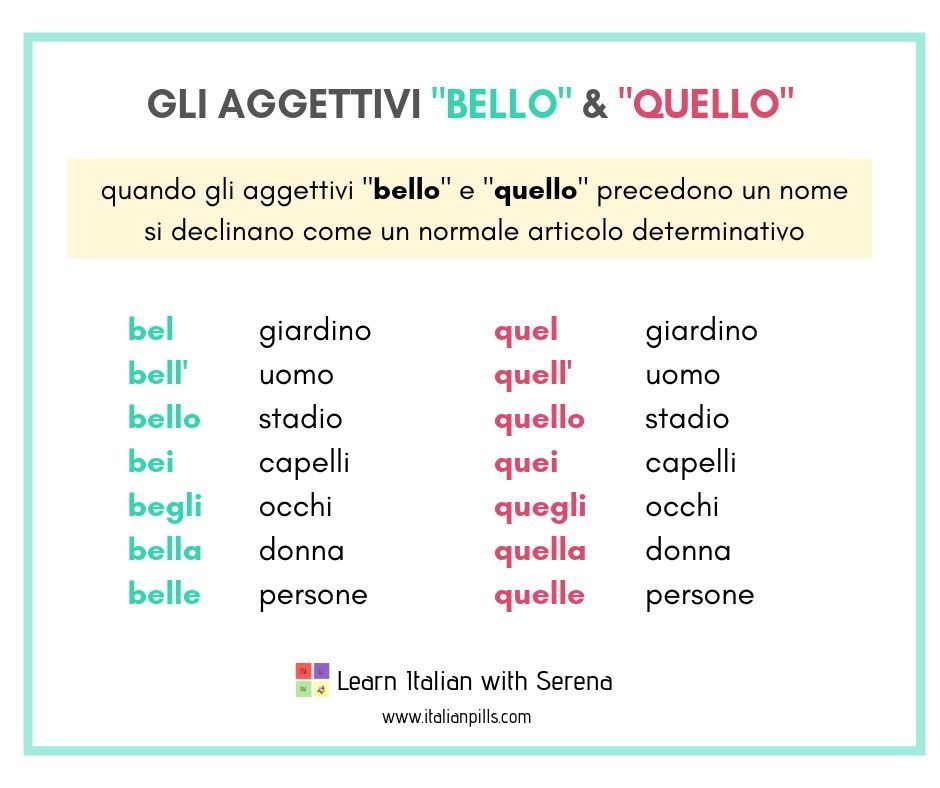 GLI AGGETTIVI "BELLO" & "QUELLO"
quando gli aggettivi "bello" e "quello" precedono un nome
si declinano come un normale articolo determinativo
bel giardino quel giardino
bell' uomo quell' uomo
bello stadio quello stadio
bei capelli quei capelli
begli occhi quegli occhi
bella donna quella donna
belle persone quelle persone
Learn Italian with Serena
www.italianpills.com